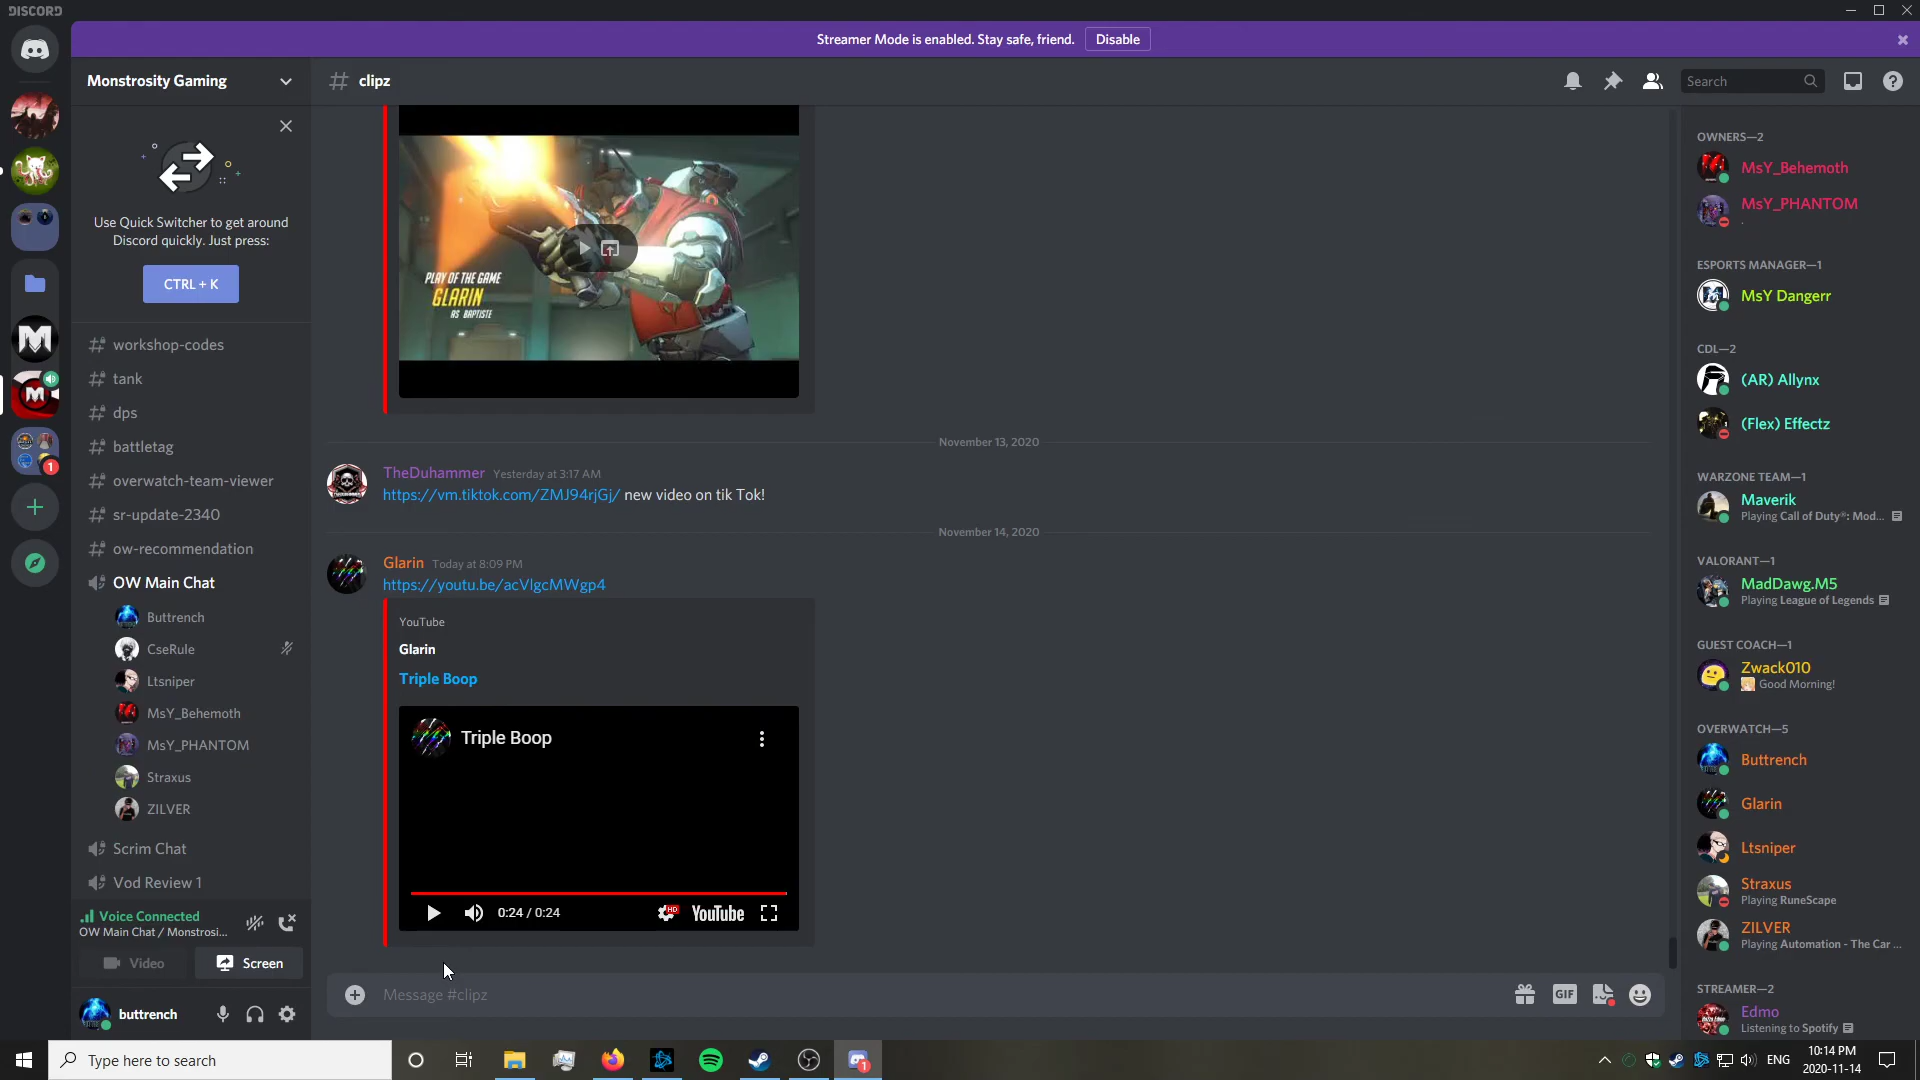 DISCORD
Streamer Mode is enabled. Stay safe, friend.
Disable
Monstrosity Gaming
clipz
Search
Use Quick Switcher to get around
Discord quickly. Just press:
CTRL + K
workshop-codes
tank
dps
battletag
overwatch-team-viewer
sr-update-2340
ow-recommendation
OW Main Chat
Buttrench
CseRule
Ltsniper
MsY_Behemoth
MsY_PHANTOM
Straxus
ZILVER
Scrim Chat
Vod Review 1
Voice Connected
OW Main Chat / Monstrosi...
Video
Screen
buttrench
PLAY OF THE GAME
GLARIN
AS BAPTISTE
November 13, 2020
TheDuhammer Yesterday at 3:17 AM
https://vm.tiktok.com/ZMJ94rjGj/ new video on tik Tok!
November 14, 2020
Glarin Today at 8:09 PM
https://youtu.be/acVlgcMWgp4
YouTube
Glarin
Triple Boop
Triple Boop
0:24 / 0:24
HD
YouTube
Message #clipz
GIF
OWNERS—2
MsY_Behemoth
MsY_PHANTOM
.
ESPORTS MANAGER—1
MsY Dangerr
CDL—2
(AR) Allynx
(Flex) Effectz
WARZONE TEAM—1
Maverik
Playing Call of Duty®: Mod...
VALORANT—1
MadDawg.M5
Playing League of Legends
GUEST COACH—1
Zwack010
Good Morning!
OVERWATCH—5
Buttrench
Glarin
Ltsniper
Straxus
Playing RuneScape
ZILVER
Playing Automation - The Car ...
STREAMER—2
Edmo
Listening to Spotify
1
Type here to search
1
ENG
10:14 PM
2020-11-14